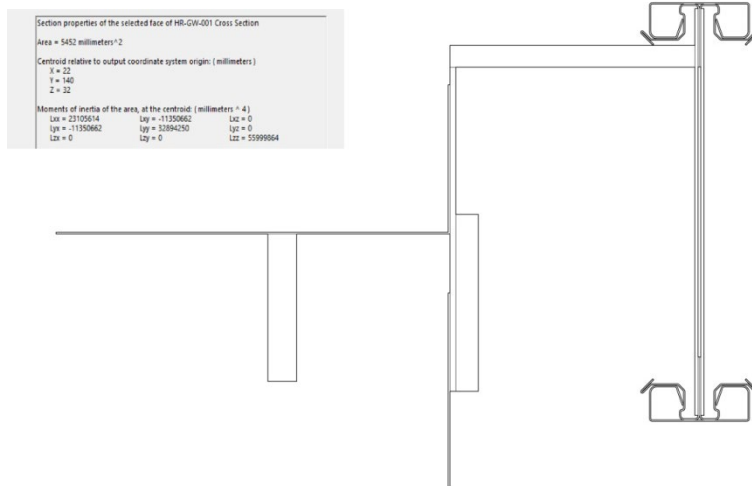 Section properties of the selected face of HR-GW-001 Cross Section
Area = 5452 millimeters^2
Centroid relative to output coordinate system origin: ( millimeters )
X = 22
Y = 140
Z = 32
Moments of inertia of the area, at the centroid: ( millimeters ^ 4 )
Lxx = 23105614 Lxy = -11350662 Lxz = 0
Lyx = -11350662 Lyy = 32894250 Lyz = 0
Lzx = 0 Lzy = 0 Lzz = 55999864